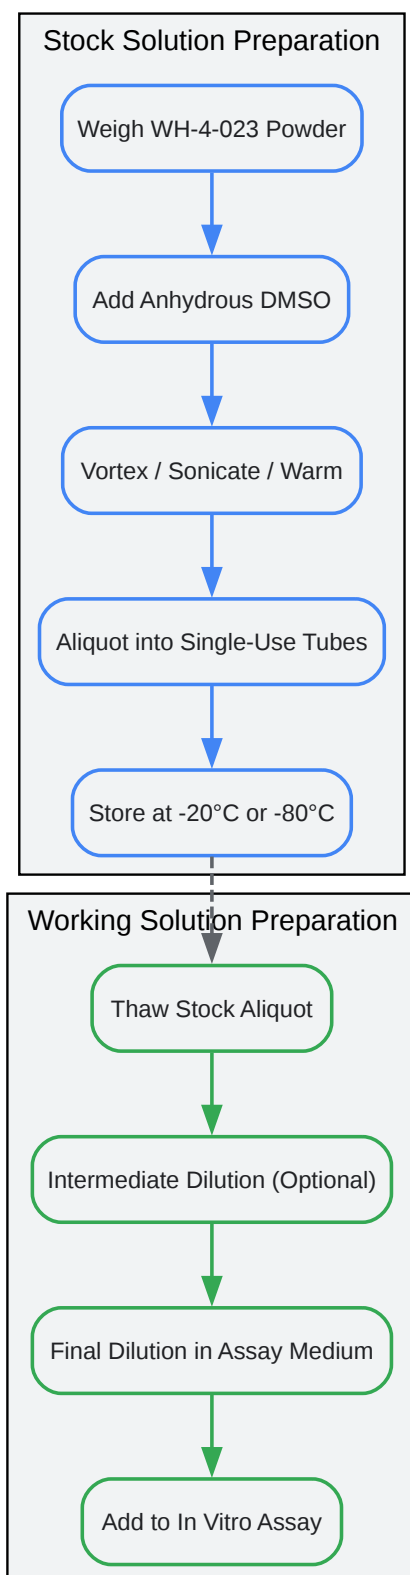 Stock Solution Preparation
Weigh WH-4-023 Powder
Add Anhydrous DMSO
Vortex / Sonicate / Warm
Aliquot into Single-Use Tubes
Store at -20°C or -80°C
Working Solution Preparation
Thaw Stock Aliquot
Intermediate Dilution (Optional)
Final Dilution in Assay Medium
Add to In Vitro Assay